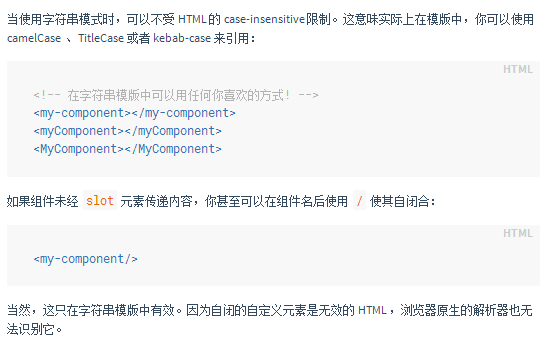 当使用字符串模式时，可以不受 HTML 的 case-insensitive 限制。这意味实际上在模版中，你可以使用
camelCase 、TitleCase 或者 kebab-case 来引用：
HTML
<!-- 在字符串模版中可以用任何你喜欢的方式! -->
<my-component></my-component>
<myComponent></myComponent>
<MyComponent></MyComponent>
如果组件未经 slot 元素传递内容，你甚至可以在组件名后使用 / 使其自闭合：
HTML
<my-component/>
当然，这只在字符串模版中有效。因为自闭的自定义元素是无效的 HTML ，浏览器原生的解析器也无
法识别它。